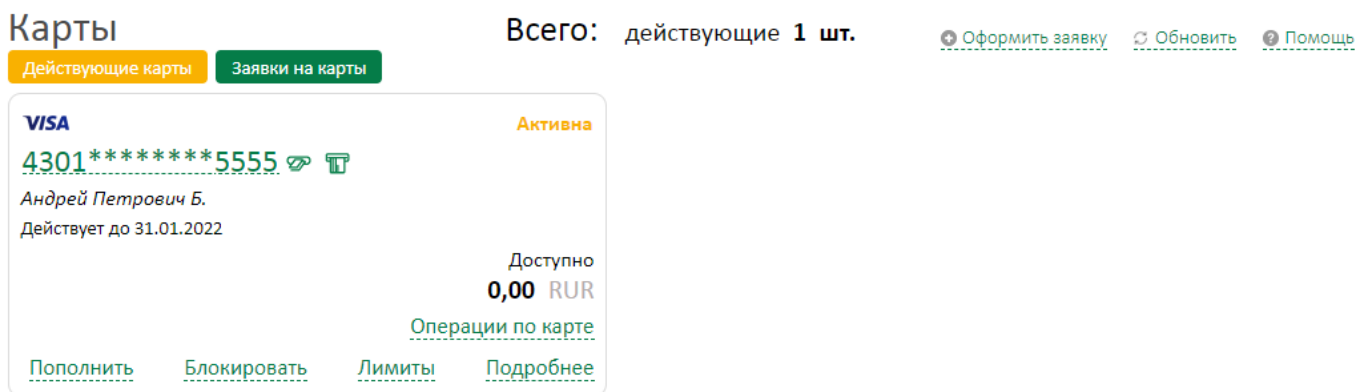 Карты Всего: действующие 1 шт. Оформить заявку Обновить Помощь
Действующие карты Заявки на карты
VISA Активна
4301********5555
Андрей Петрович Б.
Действует до 31.01.2022
Доступно
0,00 RUR
Операции по карте
Пополнить Блокировать Лимиты Подробнее